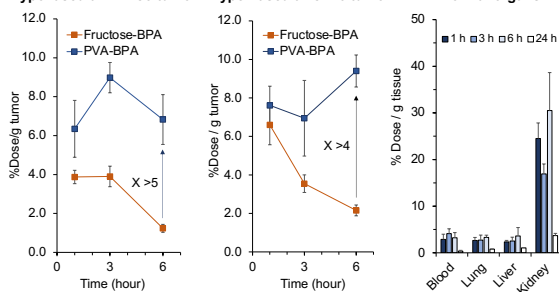 Fructose-BPA
PVA-BPA
12.0
10.0
8.0
6.0
4.0
2.0
0.0
%Dose/g tumor
X >5
0
3
6
Time (hour)
Fructose-BPA
PVA-BPA
12.0
10.0
8.0
6.0
4.0
2.0
0.0
%Dose / g tumor
X >4
0
3
6
Time (hour)
1 h
3 h
6 h
24 h
50
40
30
20
10
0
% Dose / g tissue
Blood
Lung
Liver
Kidney